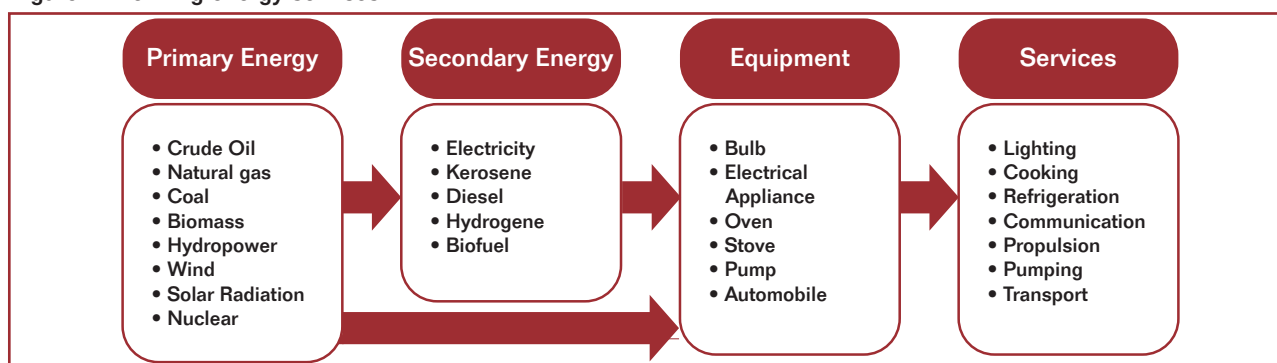 Primary Energy
Secondary Energy
Equipment
Services
• Crude Oil
• Natural gas
• Coal
• Biomass
• Hydropower
• Wind
• Solar Radiation
• Nuclear
• Electricity
• Kerosene
• Diesel
• Hydrogene
• Biofuel
• Bulb
• Electrical
Appliance
• Oven
• Stove
• Pump
• Automobile
• Lighting
• Cooking
• Refrigeration
• Communication
• Propulsion
• Pumping
• Transport